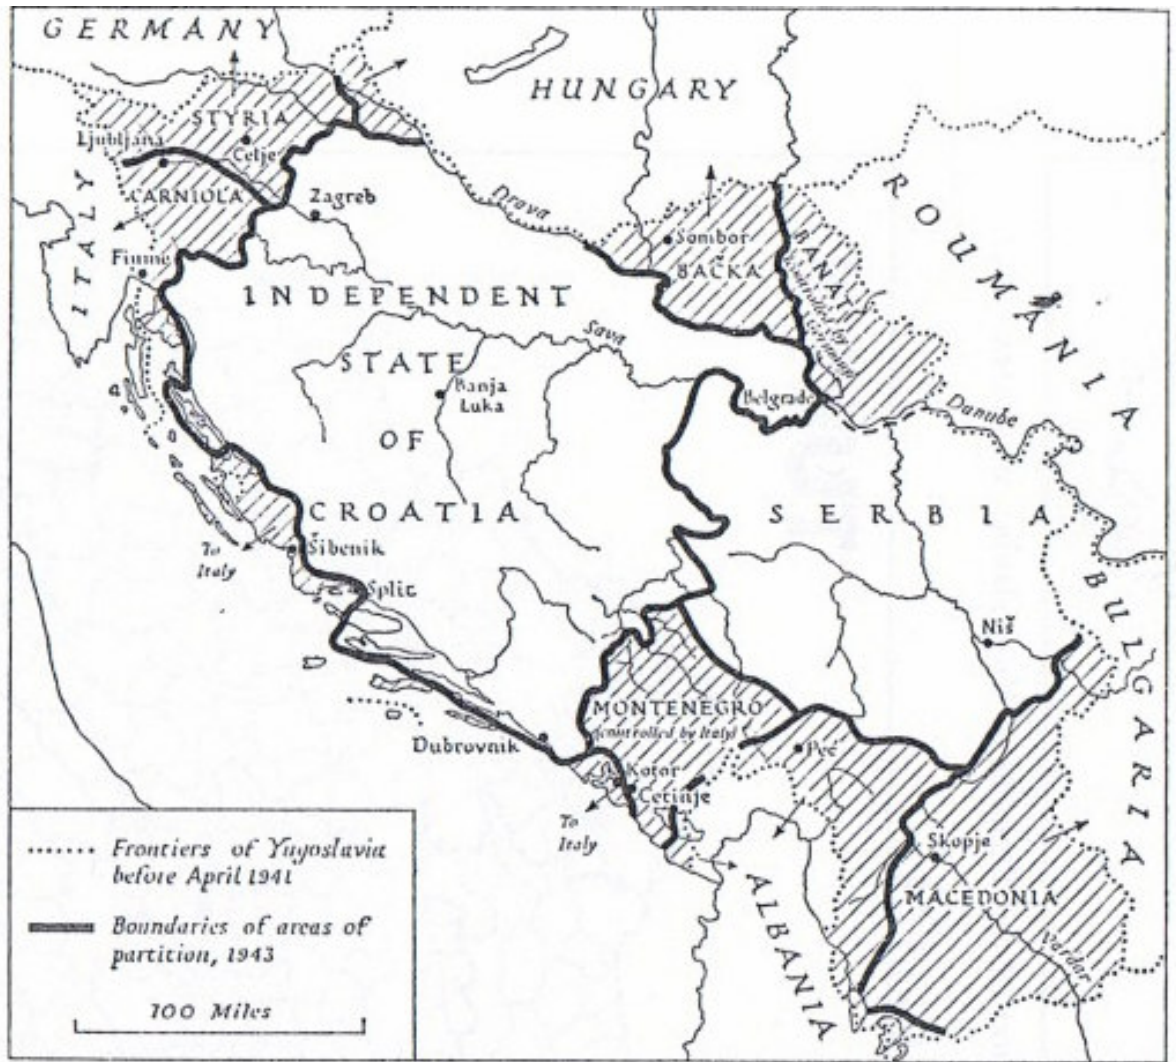 GERMANY
HUNGARY
STYRIA
Ljubljana
Celje
CARNIOLA
ITALY
Zagreb
Fiume
Drava
Sombor
BAČKA
BANAT
(controlled by
Germany)
ROUMANIA
INDEPENDENT
STATE
OF
CROATIA
Sava
Banja
Luka
Belgrade
Danube
SERBIA
BULGARIA
To
Italy
Šibenik
Split
Niš
MONTENEGRO
(controlled by Italy)
Dubrovnik
Peć
Kotor
Cetinje
To
Italy
Skopje
MACEDONIA
Vardar
ALBANIA
Frontiers of Yugoslavia
before April 1941
Boundaries of areas of
partition, 1943
100 Miles